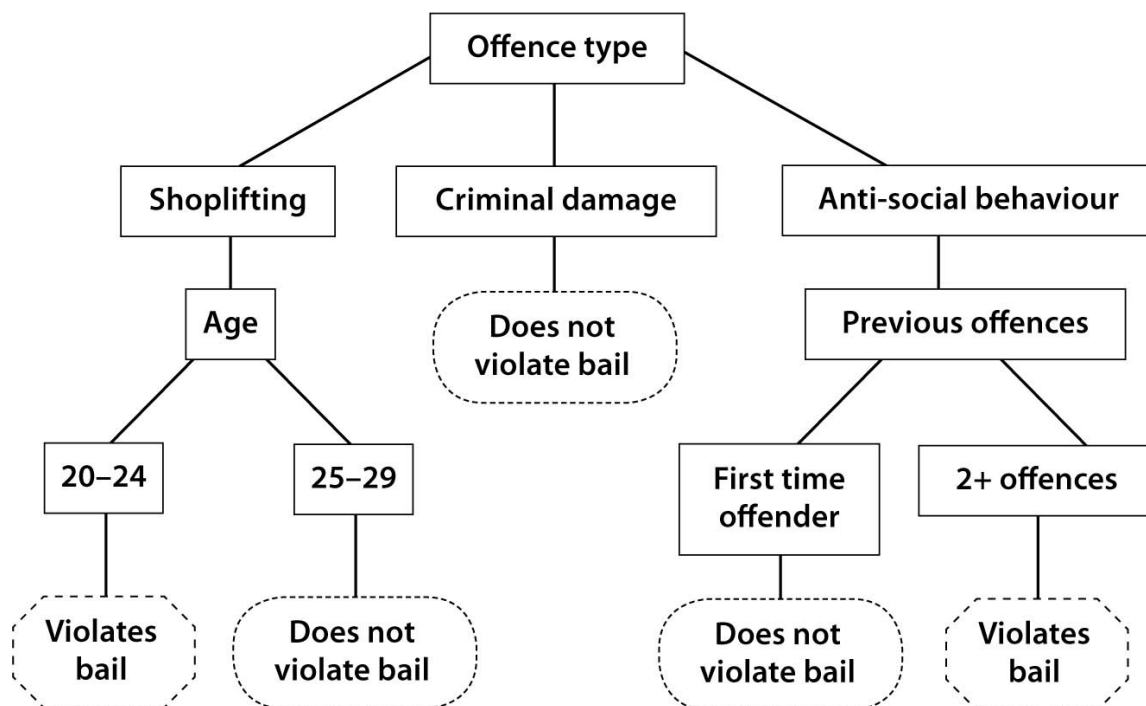 Offence type
Shoplifting
Criminal damage
Anti-social behaviour
Age
Does not
violate bail
Previous offences
20–24
25–29
First time
offender
2+ offences
Violates
bail
Does not
violate bail
Does not
violate bail
Violates
bail